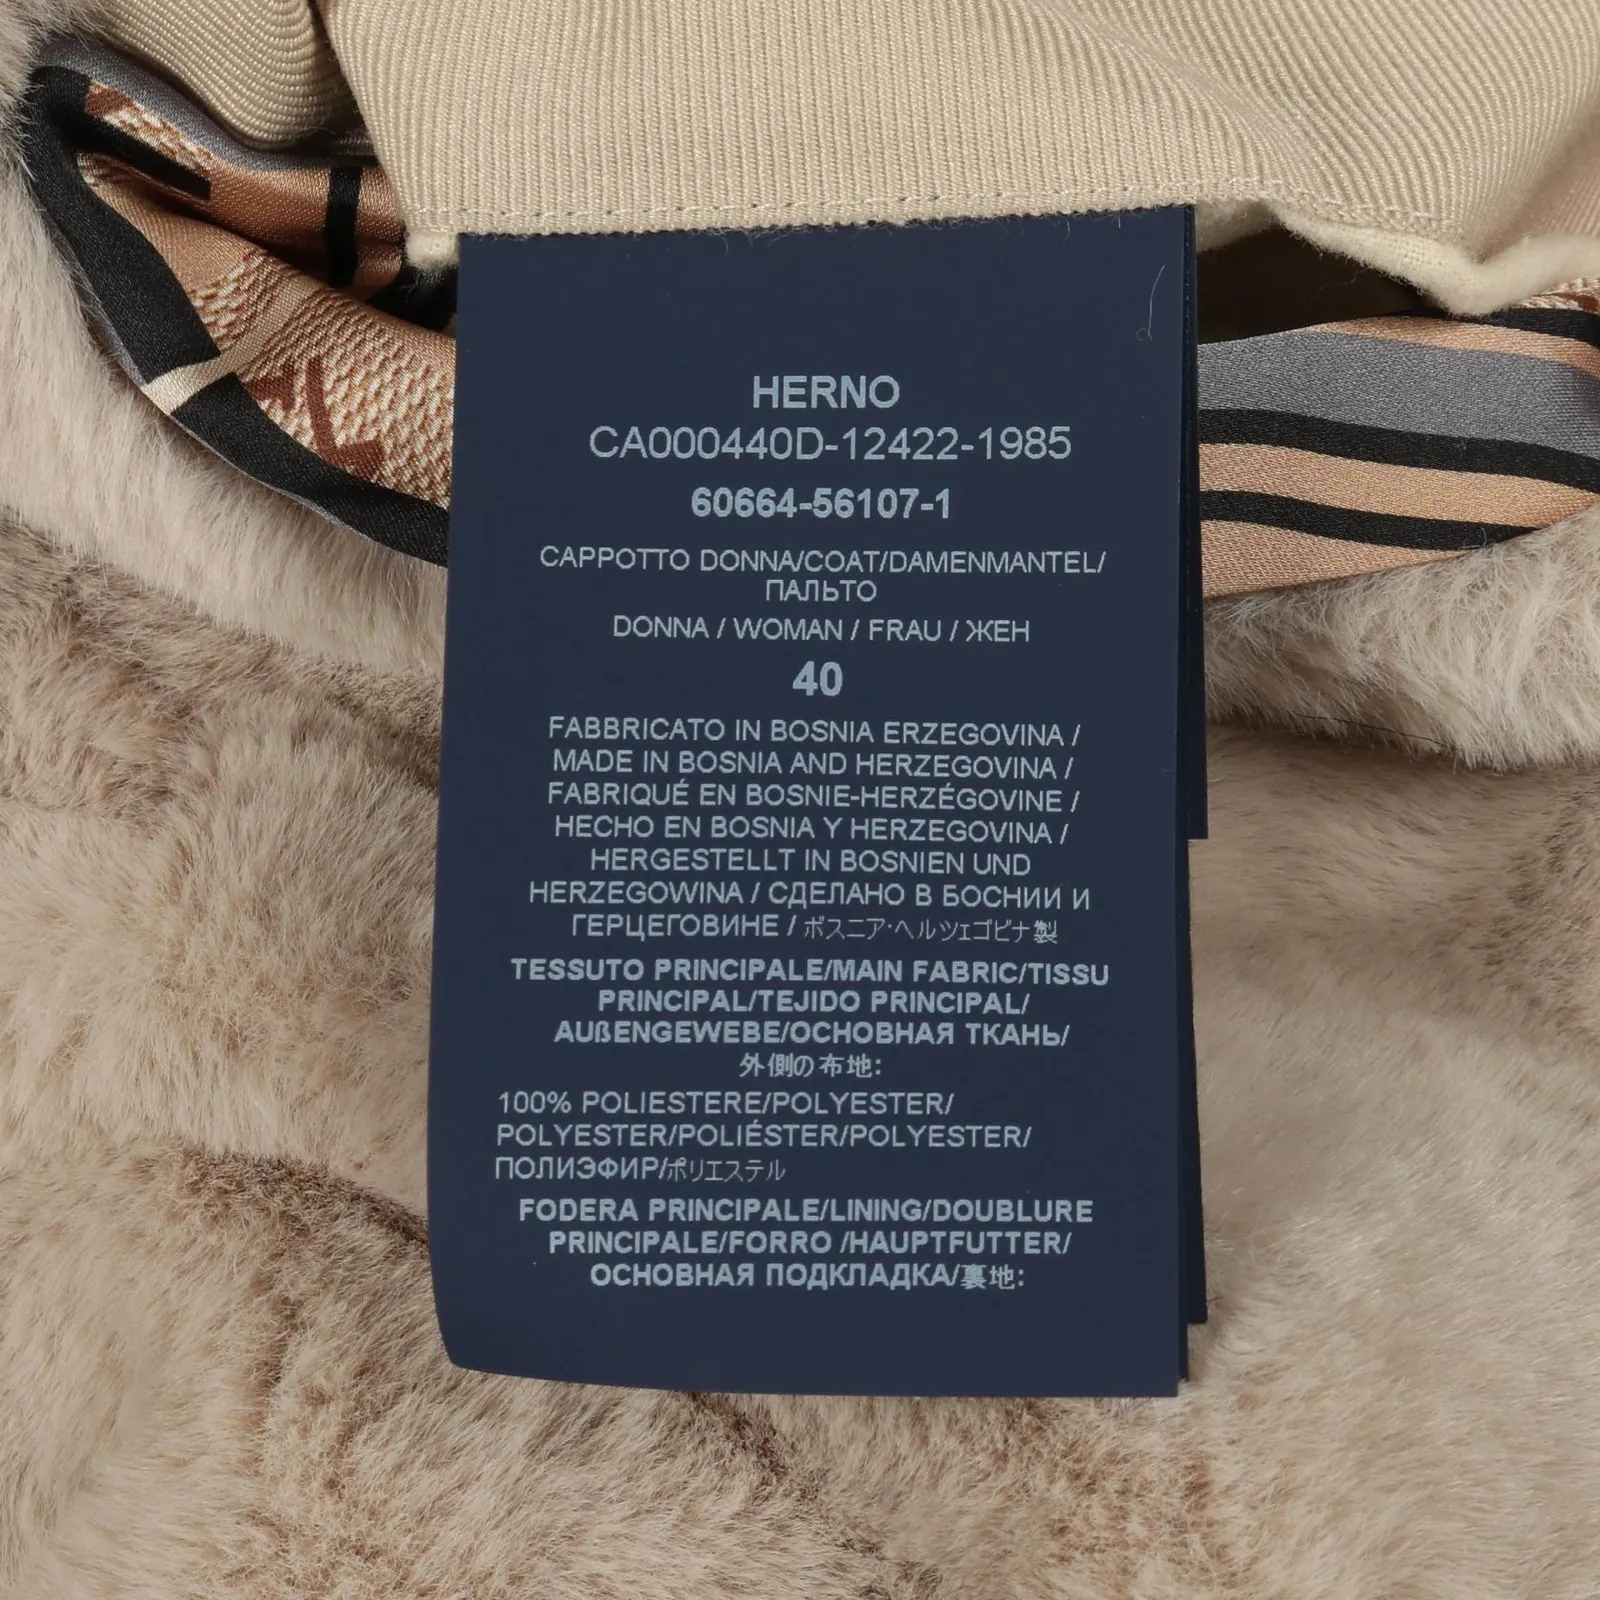 HERNO
CA000440D-12422-1985
60664-56107-1
CAPPOTTO DONNA/COAT/DAMENMANTEL/
ПАЛЬТО
DONNA / WOMAN / FRAU / ЖЕН
40
FABBRICATO IN BOSNIA ERZEGOVINA /
MADE IN BOSNIA AND HERZEGOVINA /
FABRIQUÉ EN BOSNIE-HERZÉGOVINE /
HECHO EN BOSNIA Y HERZEGOVINA /
HERGESTELLT IN BOSNIEN UND
HERZEGOWINA / СДЕЛАНО В БОСНИИ И
ГЕРЦЕГОВИНЕ / ボスニア・ヘルツェゴビナ製
TESSUTO PRINCIPALE/MAIN FABRIC/TISSU
PRINCIPAL/TEJIDO PRINCIPAL/
AUßENGEWEBE/ОСНОВНАЯ ТКАНЬ/
外側の布地:
100% POLIESTERE/POLYESTER/
POLYESTER/POLIÉSTER/POLYESTER/
ПОЛИЭФИР/ポリエステル
FODERA PRINCIPALE/LINING/DOUBLURE
PRINCIPALE/FORRO /HAUPTFUTTER/
ОСНОВНАЯ ПОДКЛАДКА/裏地: